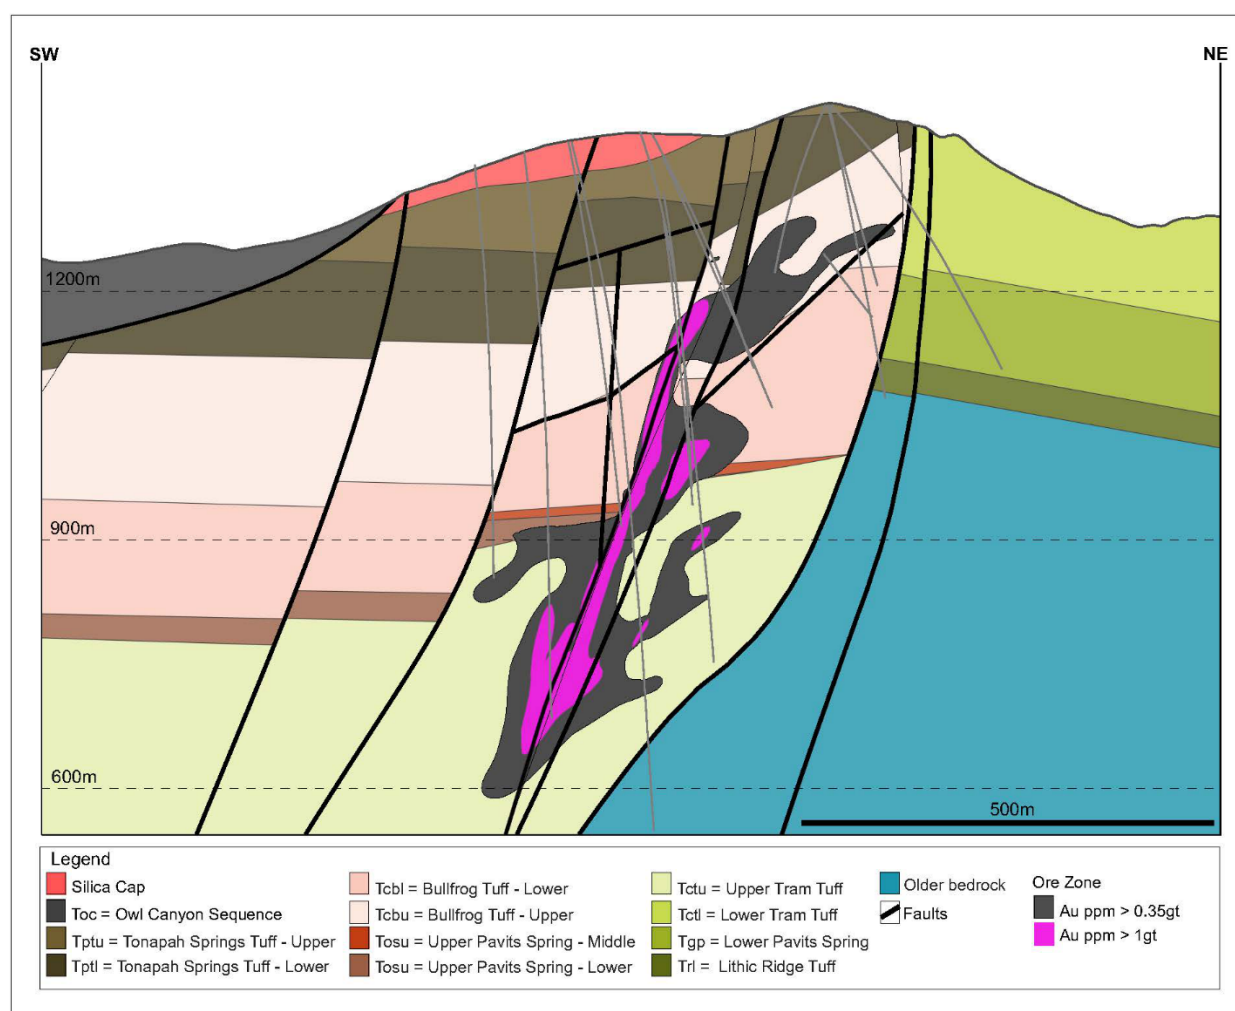 SW
NE
1200m
900m
600m
500m
Legend
Silica Cap
Toc = Owl Canyon Sequence
Tptu = Tonapah Springs Tuff - Upper
Tptl = Tonapah Springs Tuff - Lower
Tcbl = Bullfrog Tuff - Lower
Tcbu = Bullfrog Tuff - Upper
Tosu = Upper Pavits Spring - Middle
Tosu = Upper Pavits Spring - Lower
Tctu = Upper Tram Tuff
Tctl = Lower Tram Tuff
Tgp = Lower Pavits Spring
Trl = Lithic Ridge Tuff
Older bedrock
Faults
Ore Zone
Au ppm > 0.35gt
Au ppm > 1gt